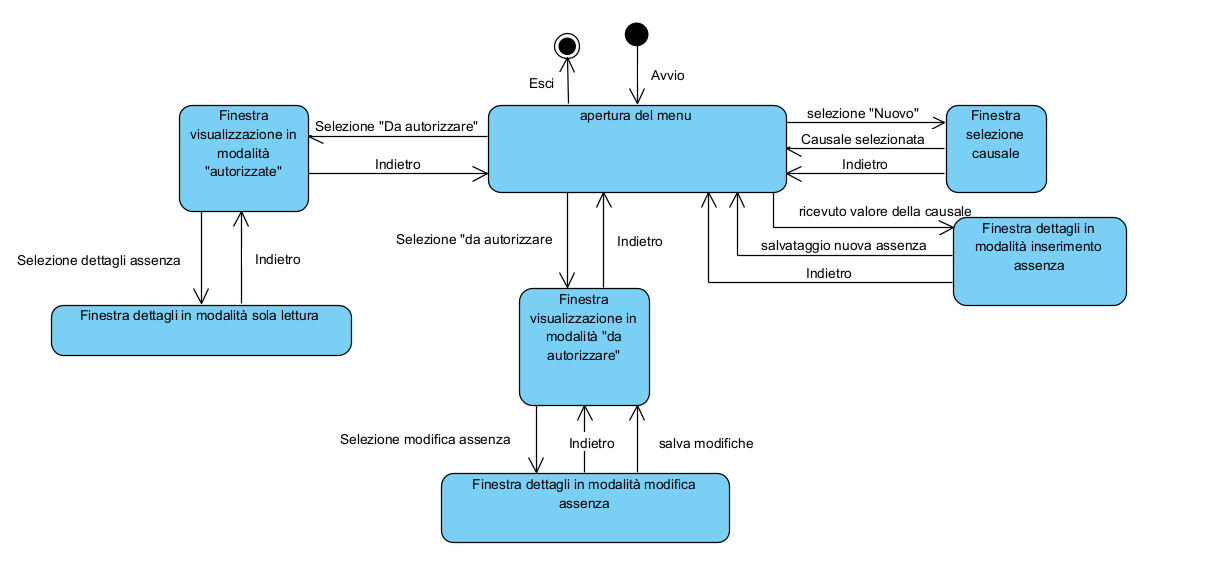 Avvio
Esci
Finestra
visualizzazione in
modalità
"autorizzate"
Selezione "Da autorizzare"
Indietro
apertura del menu
selezione "Nuovo"
Causale selezionata
Indietro
Finestra
selezione
causale
ricevuto valore della causale
salvataggio nuova assenza
Indietro
Finestra dettagli in
modalità inserimento
assenza
Selezione "da autorizzare
Indietro
Selezione dettagli assenza
Indietro
Finestra dettagli in modalità sola lettura
Finestra
visualizzazione in
modalità "da
autorizzare"
Selezione modifica assenza
Indietro
salva modifiche
Finestra dettagli in modalità modifica
assenza